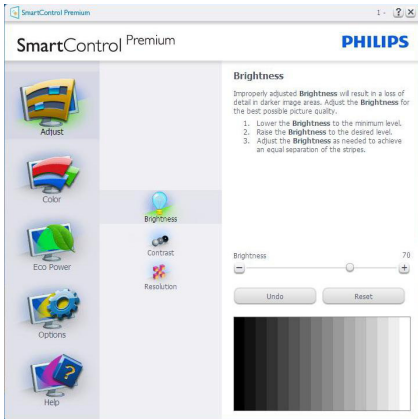 SmartControl Premium
1 -
?
X
SmartControl Premium
PHILIPS
Adjust
Color
Eco Power
Options
Help
Brightness
Contrast
Resolution
Brightness
Improperly adjusted Brightness will result in a loss of
detail in darker image areas. Adjust the Brightness for
the best possible picture quality.
1. Lower the Brightness to the minimum level.
2. Raise the Brightness to the desired level.
3. Adjust the Brightness as needed to achieve
an equal separation of the stripes.
Brightness 70
Undo
Reset